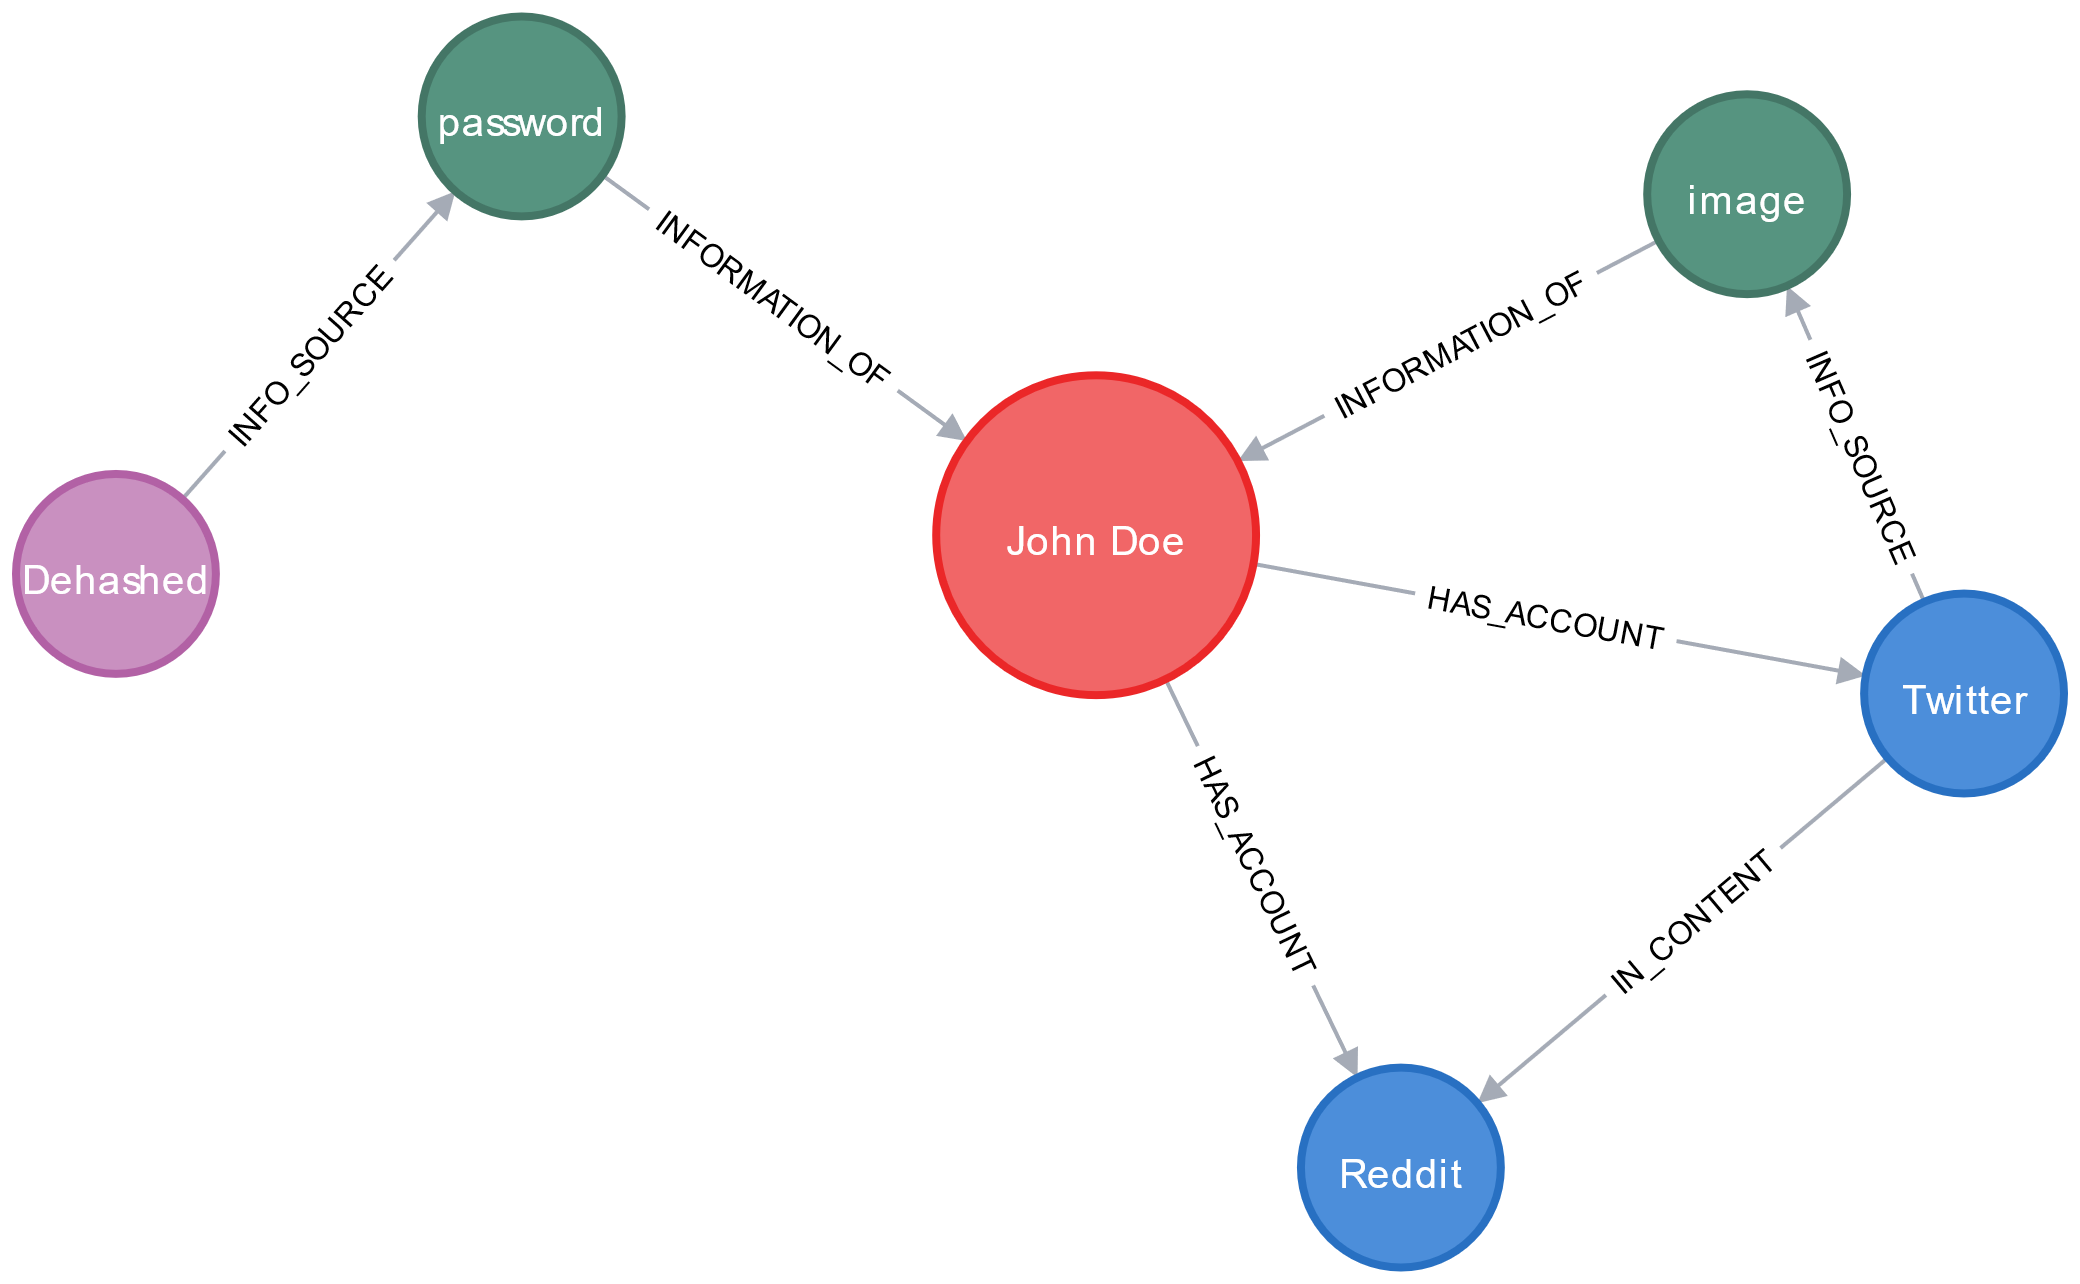 password
image
INFORMATION_OF
INFORMATION_OF
INFO_SOURCE
INFO_SOURCE
John Doe
Dehashed
HAS_ACCOUNT
Twitter
HAS_ACCOUNT
IN_CONTENT
Reddit